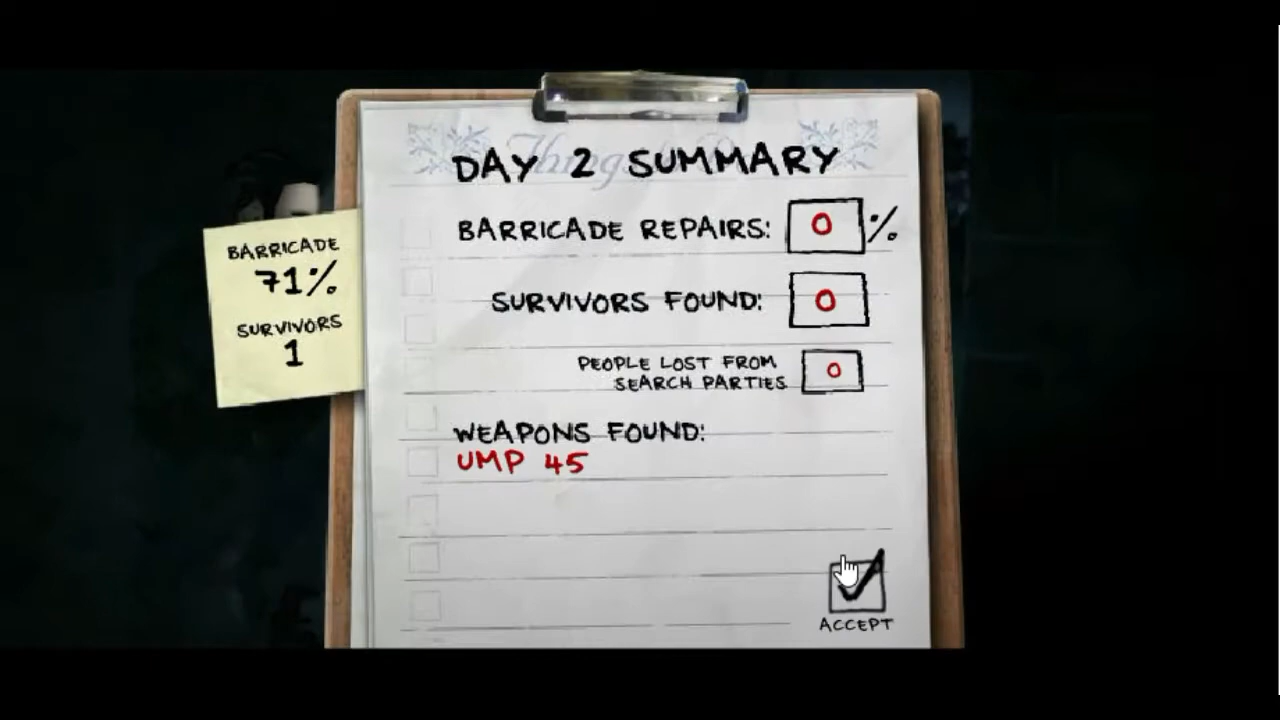 DAY 2 SUMMARY
BARRICADE REPAIRS: 0 %
SURVIVORS FOUND: 0
PEOPLE LOST FROM
SEARCH PARTIES 0
WEAPONS FOUND:
UMP 45
ACCEPT
BARRICADE
71%
SURVIVORS
1